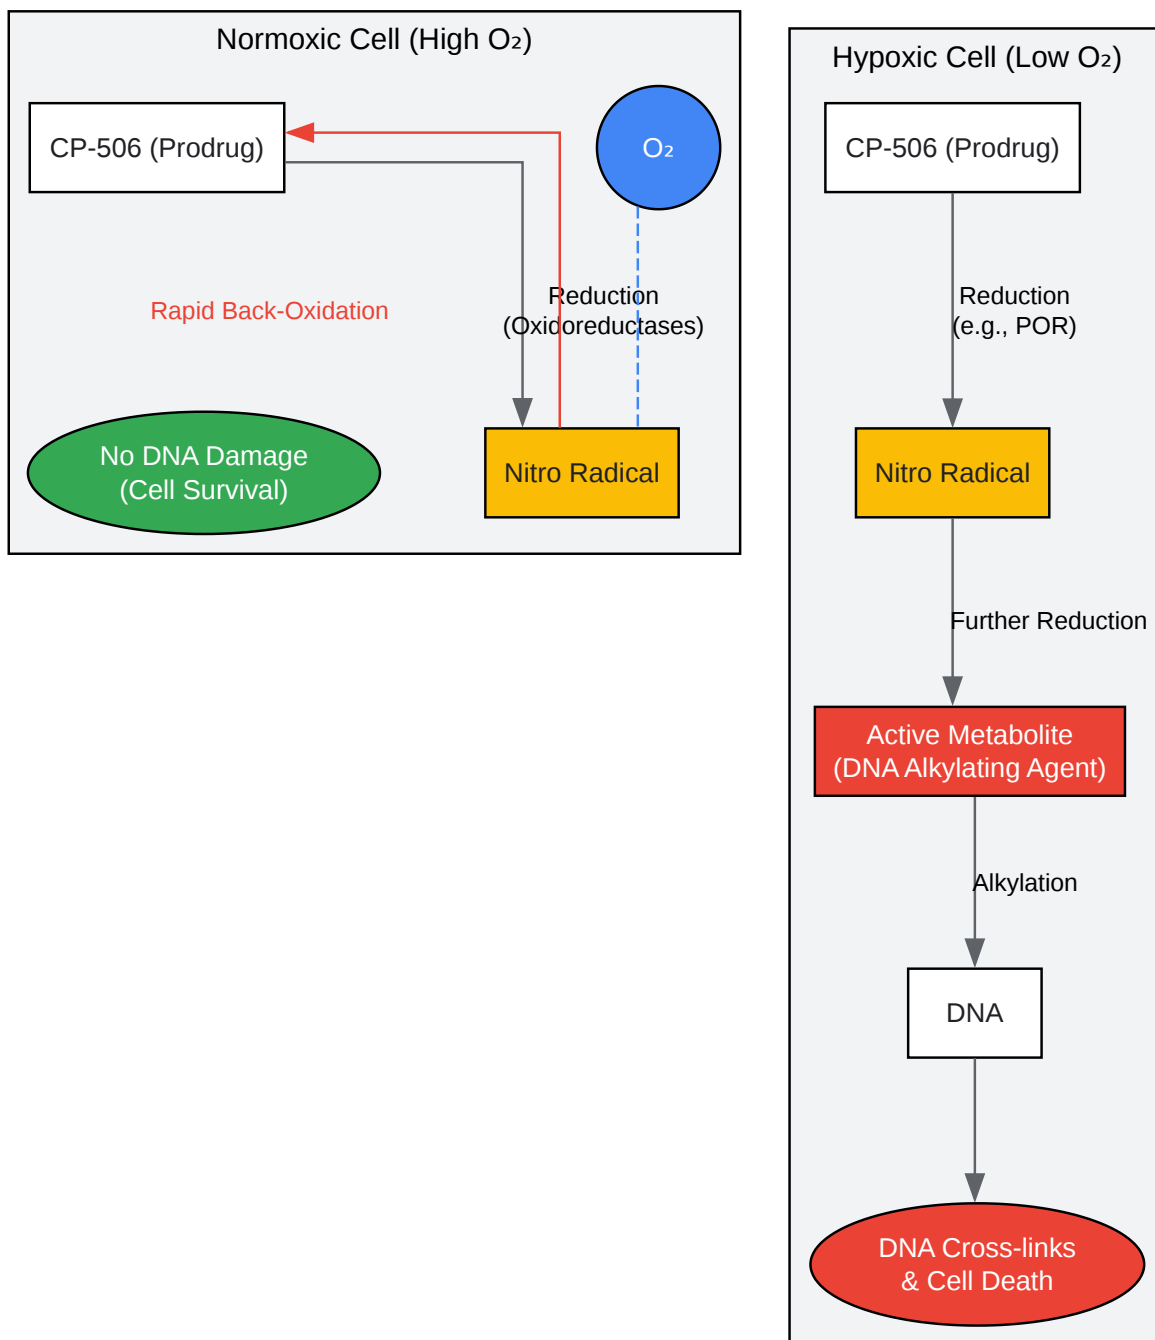 Normoxic Cell (High O₂)
CP-506 (Prodrug)
O₂
Rapid Back-Oxidation
Reduction
(Oxidoreductases)
No DNA Damage
(Cell Survival)
Nitro Radical
Hypoxic Cell (Low O₂)
CP-506 (Prodrug)
Reduction
(e.g., POR)
Nitro Radical
Further Reduction
Active Metabolite
(DNA Alkylating Agent)
Alkylation
DNA
DNA Cross-links
& Cell Death